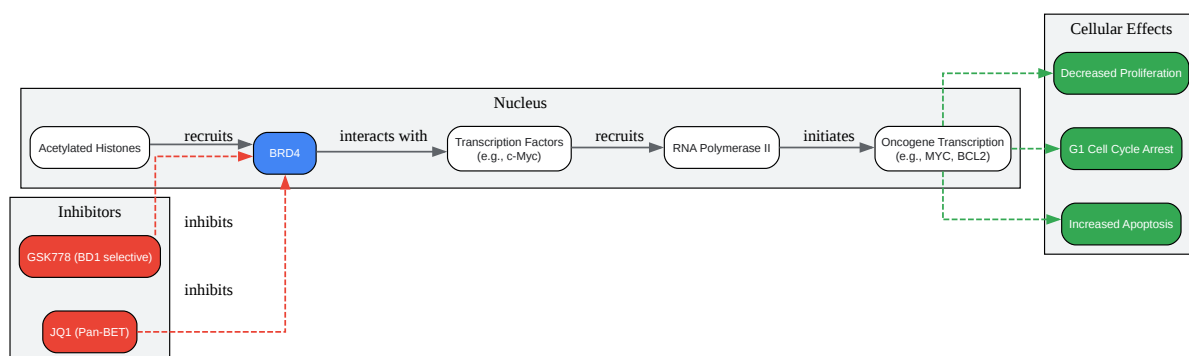 Cellular Effects
Decreased Proliferation
Nucleus
Acetylated Histones
recruits
BRD4
interacts with
Transcription Factors
(e.g., c-Myc)
recruits
RNA Polymerase II
initiates
Oncogene Transcription
(e.g., MYC, BCL2)
G1 Cell Cycle Arrest
Increased Apoptosis
Inhibitors
inhibits
GSK778 (BD1 selective)
inhibits
JQ1 (Pan-BET)